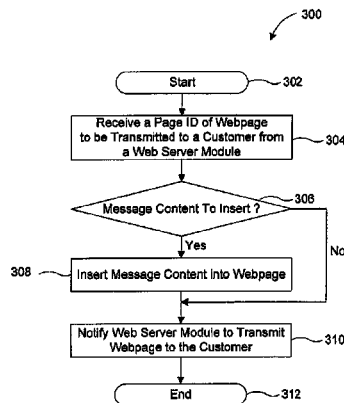 300
Start
302
Receive a Page ID of Webpage
to be Transmitted to a Customer from
a Web Server Module
304
306
Message Content To Insert ?
Yes
No
308
Insert Message Content Into Webpage
Notify Web Server Module to Transmit
Webpage to the Customer
310
End
312